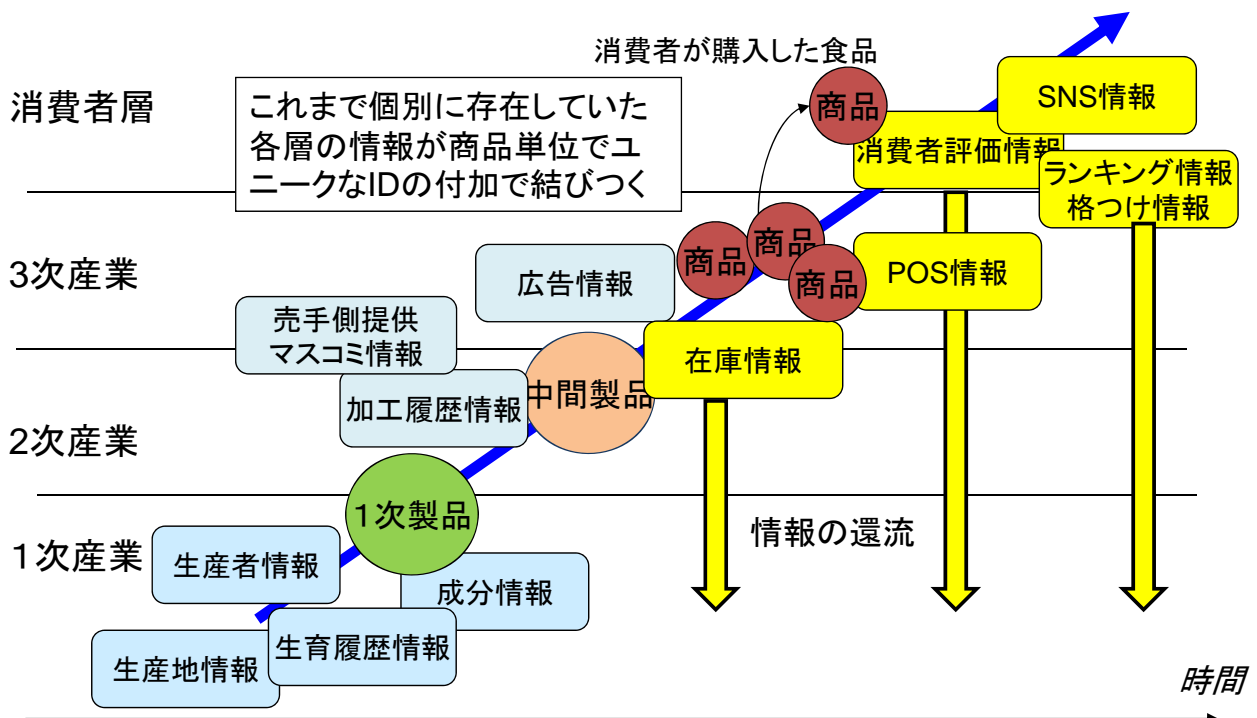 消費者が購入した食品
消費者層
これまで個別に存在していた
各層の情報が商品単位でユ
ニークなIDの付加で結びつく
商品
SNS情報
消費者評価情報
ランキング情報
格つけ情報
3次産業
広告情報
商品
商品
商品
POS情報
売手側提供
マスコミ情報
在庫情報
加工履歴情報
中間製品
2次産業
１次製品
情報の還流
１次産業
生産者情報
成分情報
生育履歴情報
生産地情報
時間